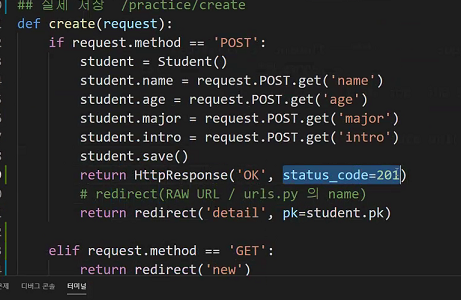 ## 실제 저장  /practice/create
def create(request):
    if request.method == 'POST':
        student = Student()
        student.name = request.POST.get('name')
        student.age = request.POST.get('age')
        student.major = request.POST.get('major')
        student.intro = request.POST.get('intro')
        student.save()
        return HttpResponse('OK', status_code=201)
        # redirect(RAW URL / urls.py 의 name)
        return redirect('detail', pk=student.pk)
    elif request.method == 'GET':
        return redirect('new')
디버그 콘솔 터미널